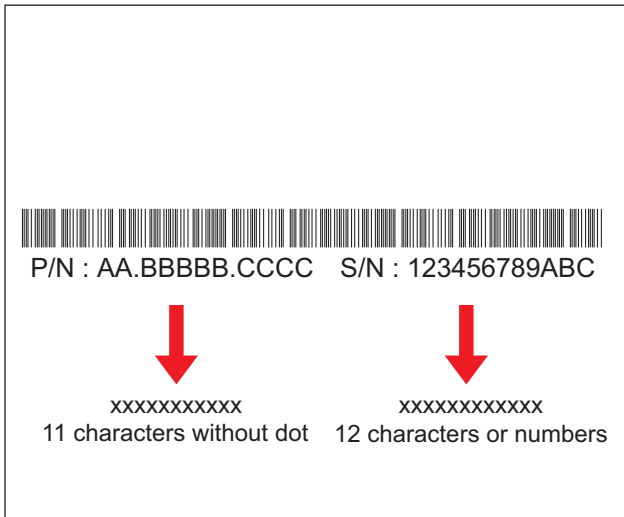 P/N : AA.BBBBB.CCCC S/N : 123456789ABC
xxxxxxxxxxx xxxxxxxxxxxx
11 characters without dot 12 characters or numbers